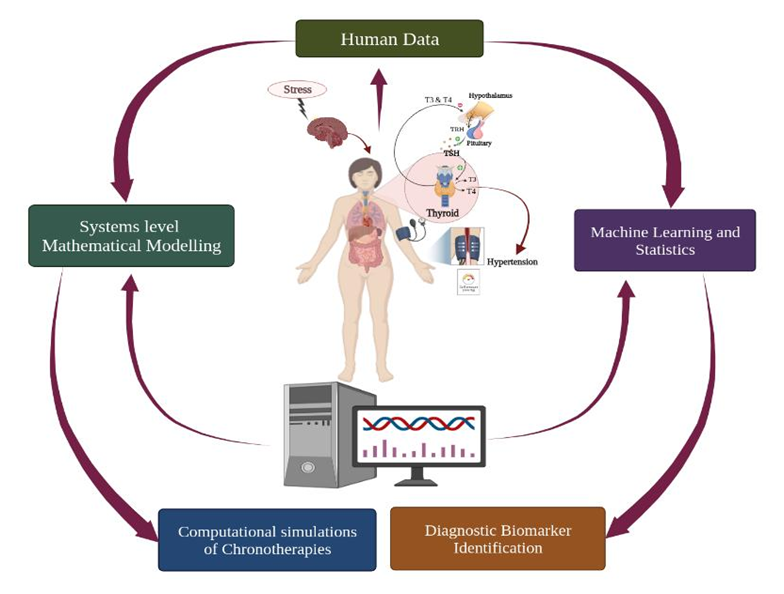 Human Data
Stress
T3 & T4
Hypothalamus
TRH
Pituitary
TSH
T3
T4
Thyroid
Hypertension
Systems level
Mathematical Modelling
Machine Learning and
Statistics
Computational simulations
of Chronotherapies
Diagnostic Biomarker
Identification